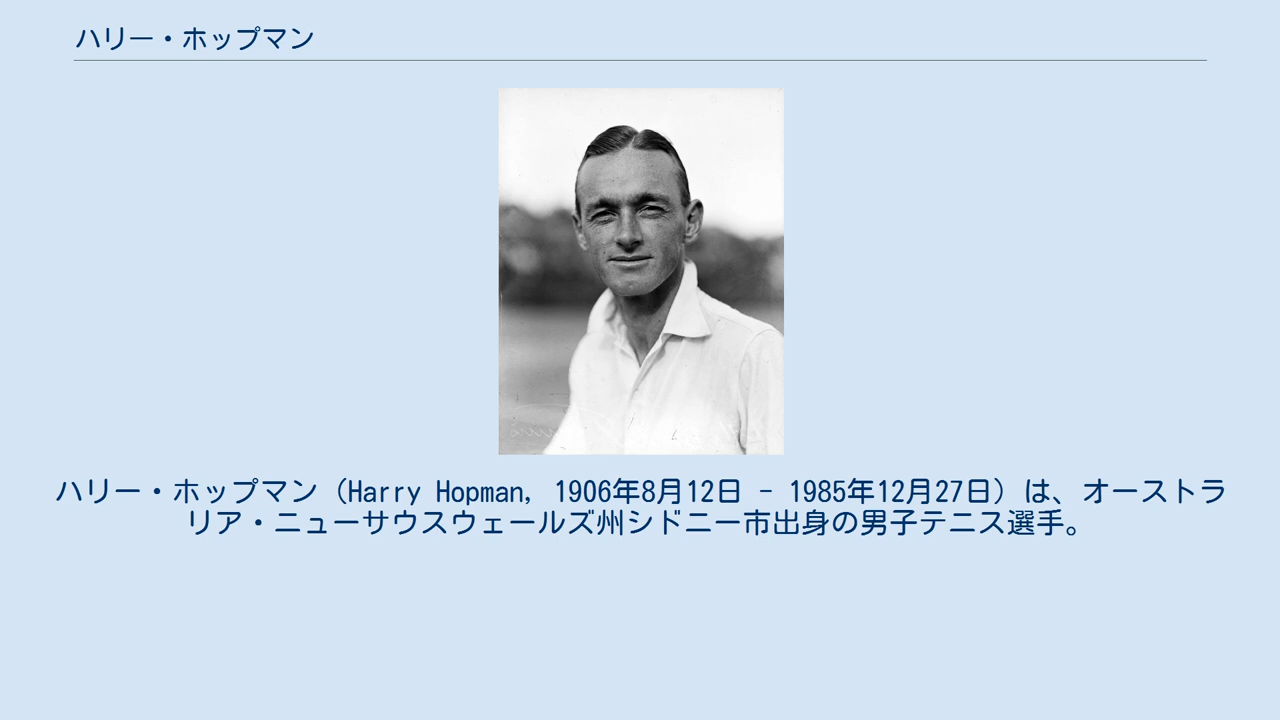 ハリー・ホップマン
ハリー・ホップマン（Harry Hopman, 1906年8月12日 - 1985年12月27日）は、オーストラ
リア・ニューサウスウェールズ州シドニー市出身の男子テニス選手。